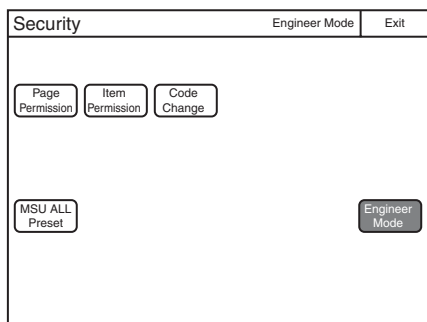 Security Engineer Mode Exit
Page Item Code
Permission Permission Change
MSU ALL Engineer
Preset Mode